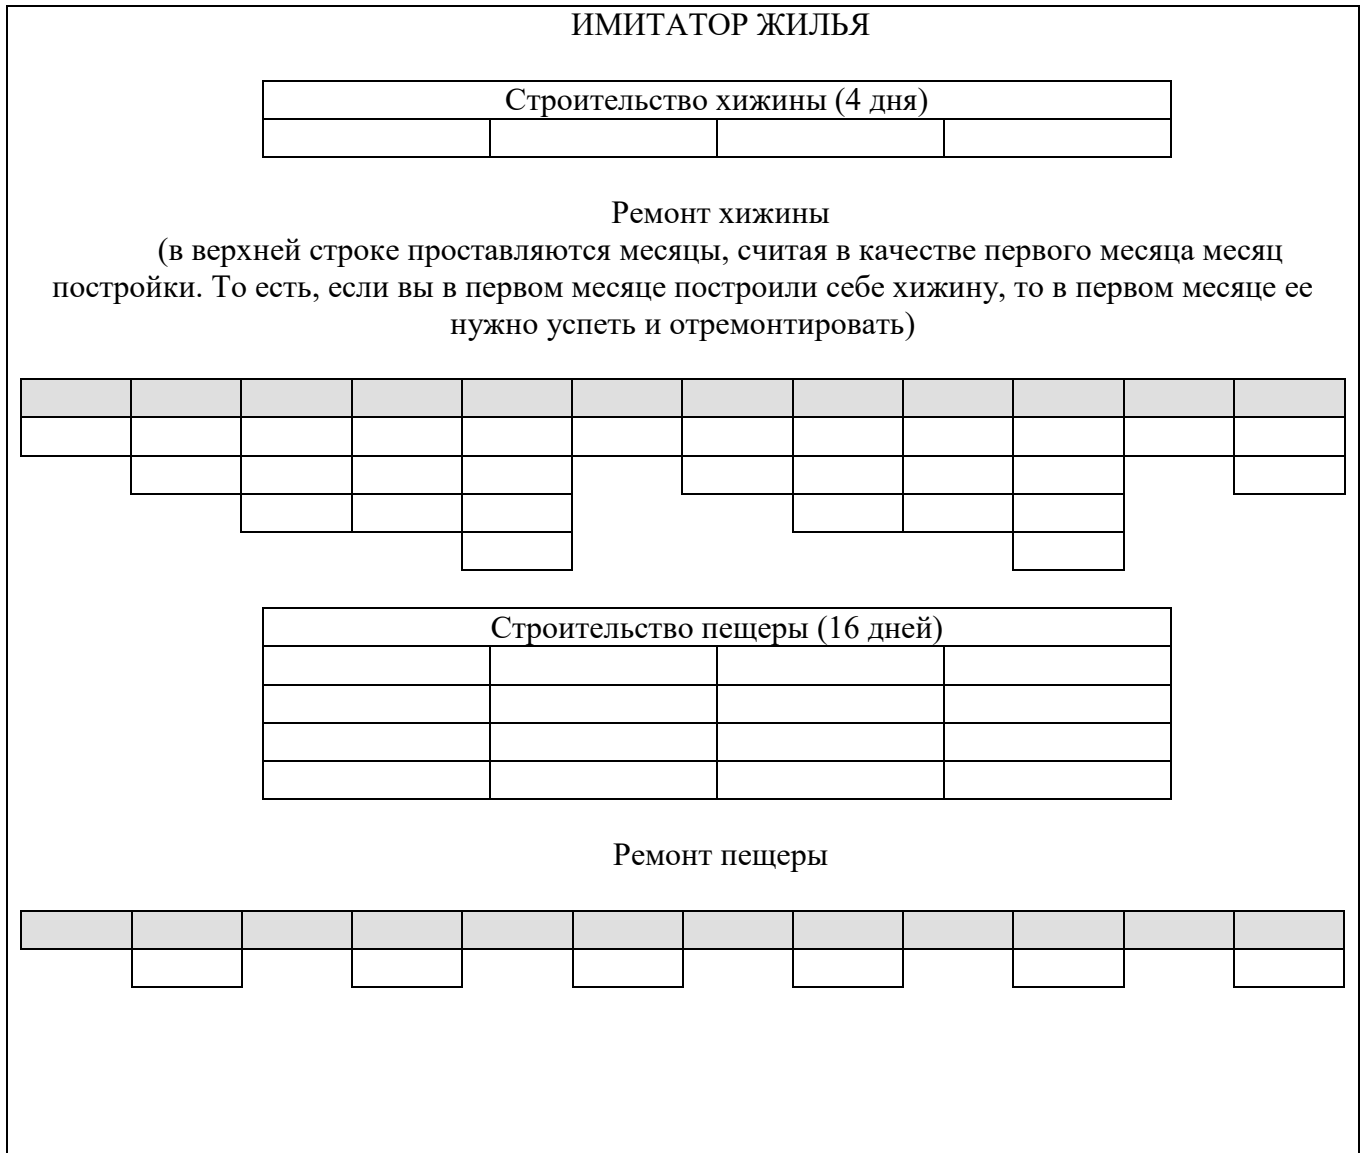 ИМИТАТОР ЖИЛЬЯ
Строительство хижины (4 дня)
Ремонт хижины
(в верхней строке проставляются месяцы, считая в качестве первого месяца месяц
постройки. То есть, если вы в первом месяце построили себе хижину, то в первом месяце ее
нужно успеть и отремонтировать)
Строительство пещеры (16 дней)
Ремонт пещеры